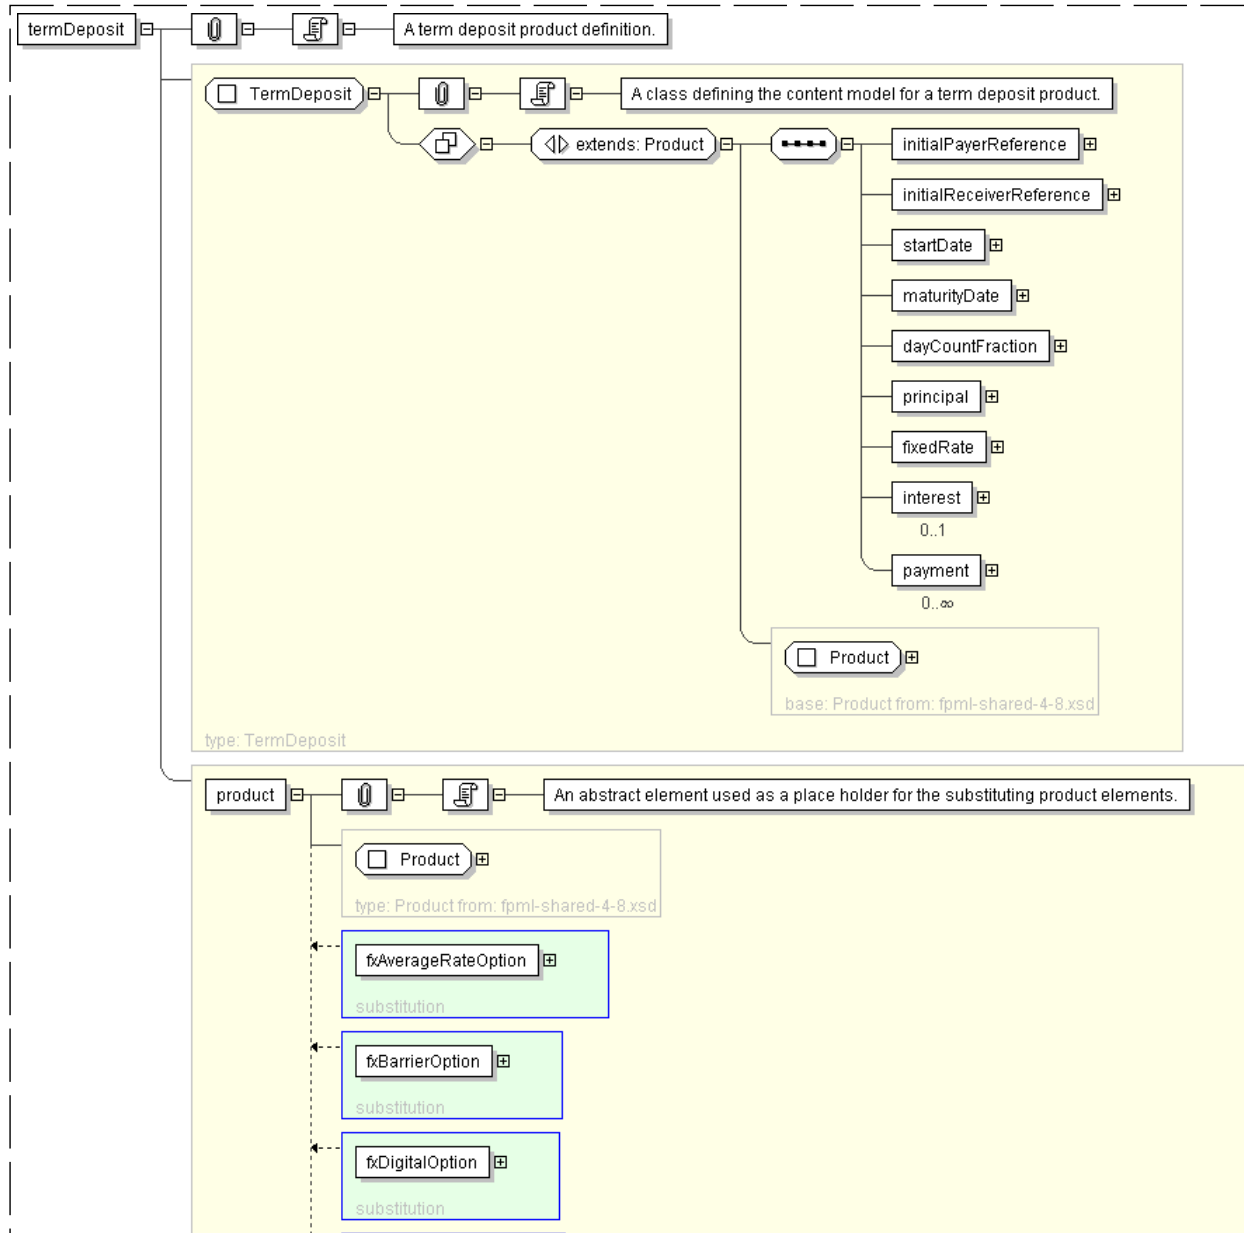 termDeposit
A term deposit product definition.
TermDeposit
A class defining the content model for a term deposit product.
extends: Product
initialPayerReference
initialReceiverReference
startDate
maturityDate
dayCountFraction
principal
fixedRate
interest
0..1
payment
0..∞
Product
base: Product from: fpml-shared-4-8.xsd
type: TermDeposit
product
An abstract element used as a place holder for the substituting product elements.
Product
type: Product from: fpml-shared-4-8.xsd
fxAverageRateOption
substitution
fxBarrierOption
substitution
fxDigitalOption
substitution